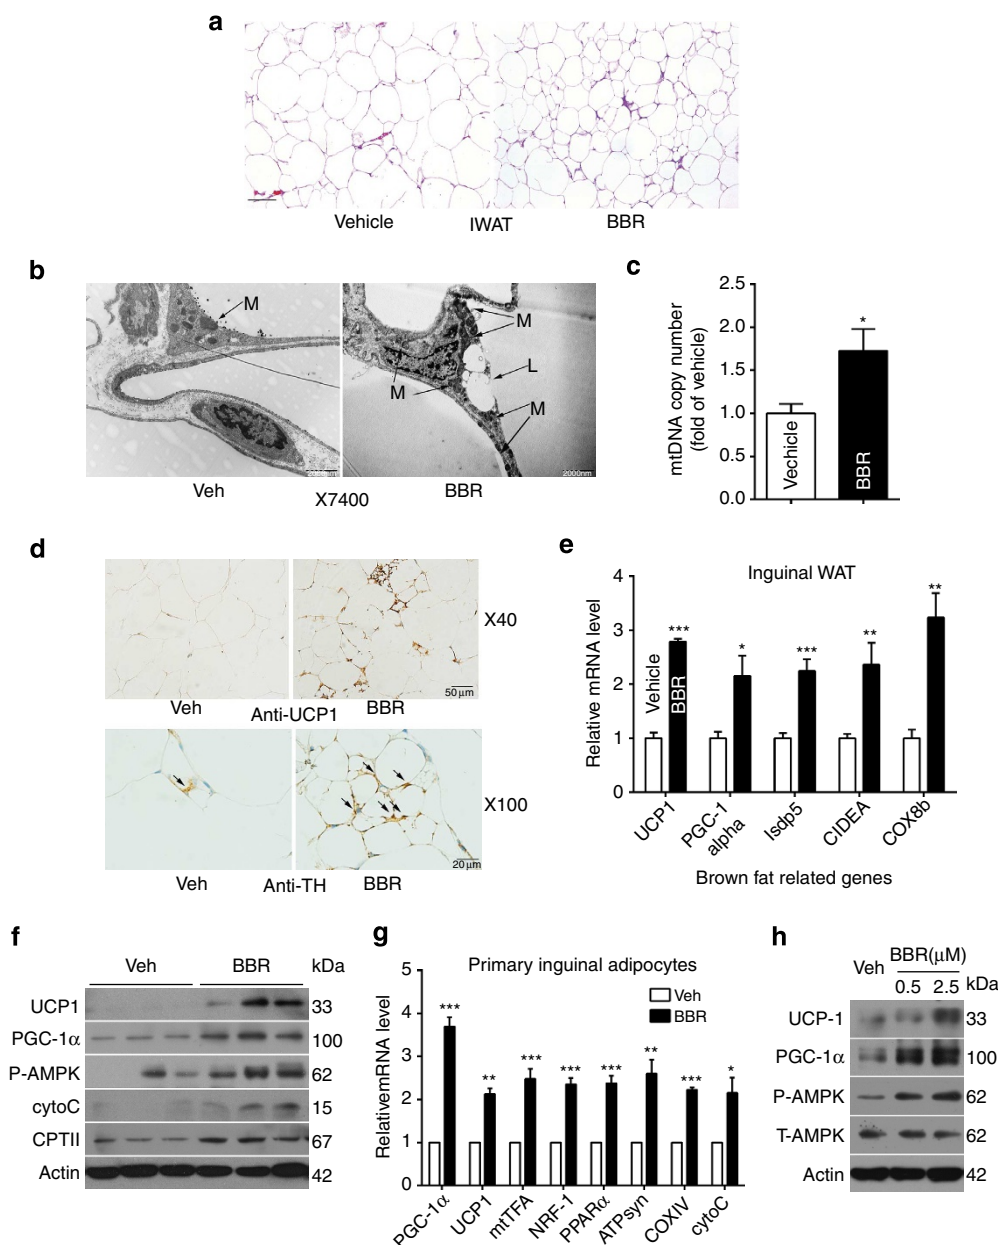 a
Vehicle IWAT BBR
b
M
M
L
M
M
2000nm
Veh X7400 BBR
c
mtDNA copy number
(fold of vehicle)
2.5
2.0
1.5
1.0
0.5
0.0
*
Vechicle
BBR
d
X40
50 μm
Veh Anti-UCP1 BBR
X100
20 μm
Veh Anti-TH BBR
e
Inguinal WAT
Relative mRNA level
4
3
2
1
0
Vehicle
BBR
***
*
***
**
**
UCP1
PGC-1
alpha
Isdp5
CIDEA
COX8b
Brown fat related genes
f
Veh BBR kDa
UCP1 33
PGC-1α 100
P-AMPK 62
cytoC 15
CPTII 67
Actin 42
g
Primary inguinal adipocytes
RelativemRNA level
5
4
3
2
1
0
Veh
BBR
***
**
***
***
***
**
***
*
PGC-1α
UCP1
mtTFA
NRF-1
PPARα
ATPsyn
COXIV
cytoC
h
Veh BBR(μM)
0.5 2.5 kDa
UCP-1 33
PGC-1α 100
P-AMPK 62
T-AMPK 62
Actin 42